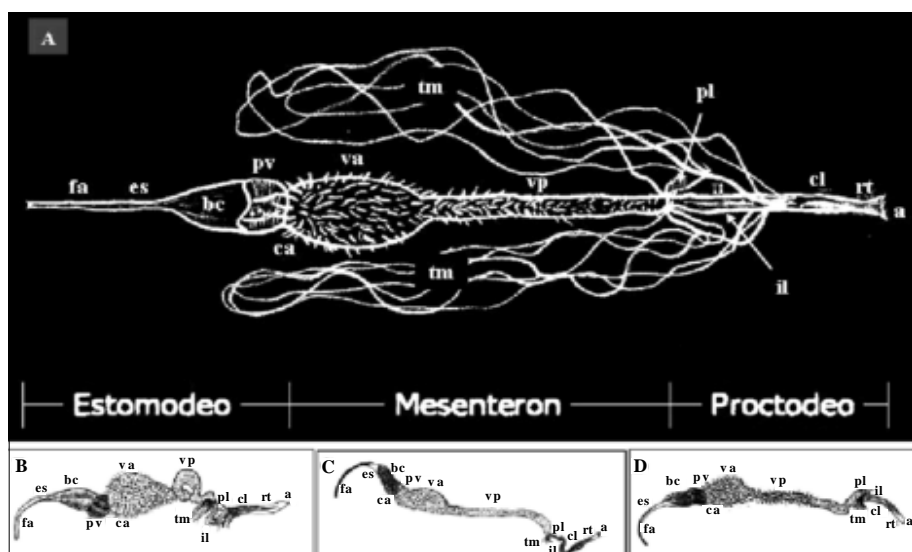 A
tm
pl
pv
va
vp
cl
fa
es
rt
bc
a
ca
tm
il
Estomodeo
Mesenteron
Proctodeo
B
va
vp
bc
es
pl
cl
rt
a
fa
pv
ca
tm
il
C
bc
es
pv
va
fa
ca
vp
pl
a
tm
cl
rt
il
D
va
pv
vp
bc
pl
il
es
ca
tm
cl
fa
rt
a